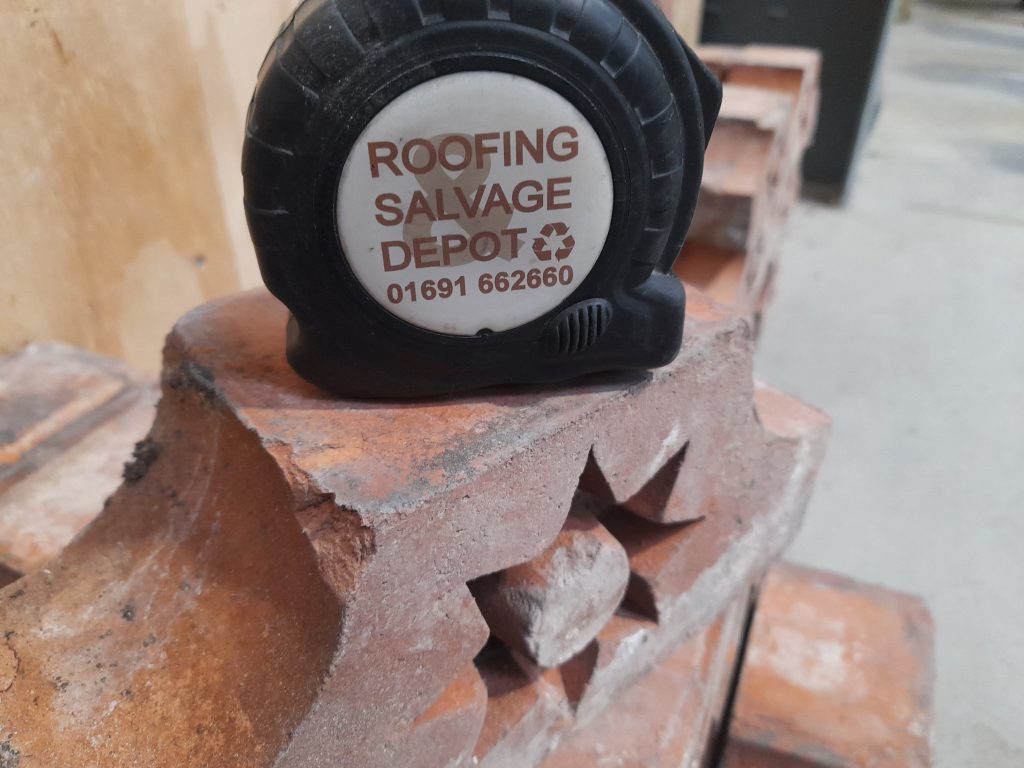 ROOFING
&
SALVAGE
DEPOT
01691 662660